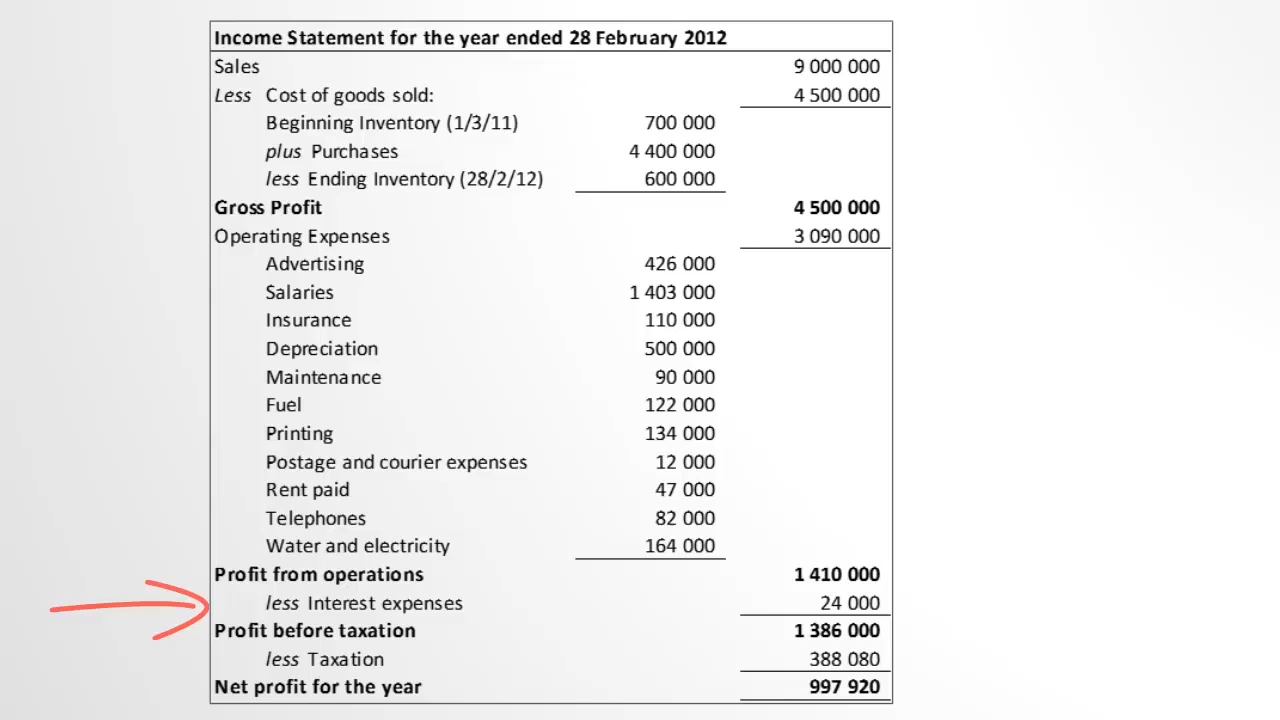 Income Statement for the year ended 28 February 2012
Sales 9 000 000
Less Cost of goods sold: 4 500 000
Beginning Inventory (1/3/11) 700 000
plus Purchases 4 400 000
less Ending Inventory (28/2/12) 600 000
Gross Profit 4 500 000
Operating Expenses 3 090 000
Advertising 426 000
Salaries 1 403 000
Insurance 110 000
Depreciation 500 000
Maintenance 90 000
Fuel 122 000
Printing 134 000
Postage and courier expenses 12 000
Rent paid 47 000
Telephones 82 000
Water and electricity 164 000
Profit from operations 1 410 000
less Interest expenses 24 000
Profit before taxation 1 386 000
less Taxation 388 080
Net profit for the year 997 920